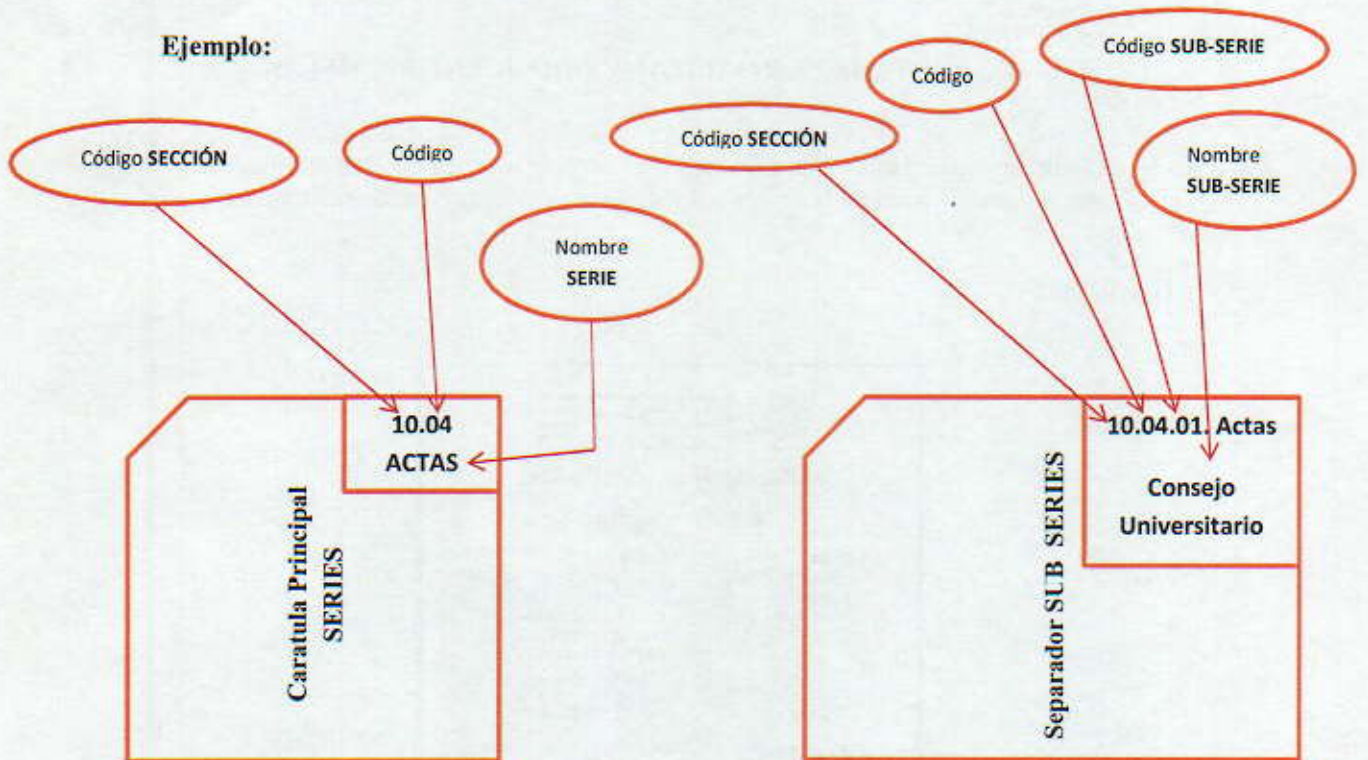 Ejemplo:
Código SECCIÓN
Código
Nombre
SERIE
10.04
ACTAS
Caratula Principal
SERIES
Código SECCIÓN
Código
Código SUB-SERIE
Nombre
SUB-SERIE
10.04.01. Actas
Consejo
Universitario
Separador SUB SERIES